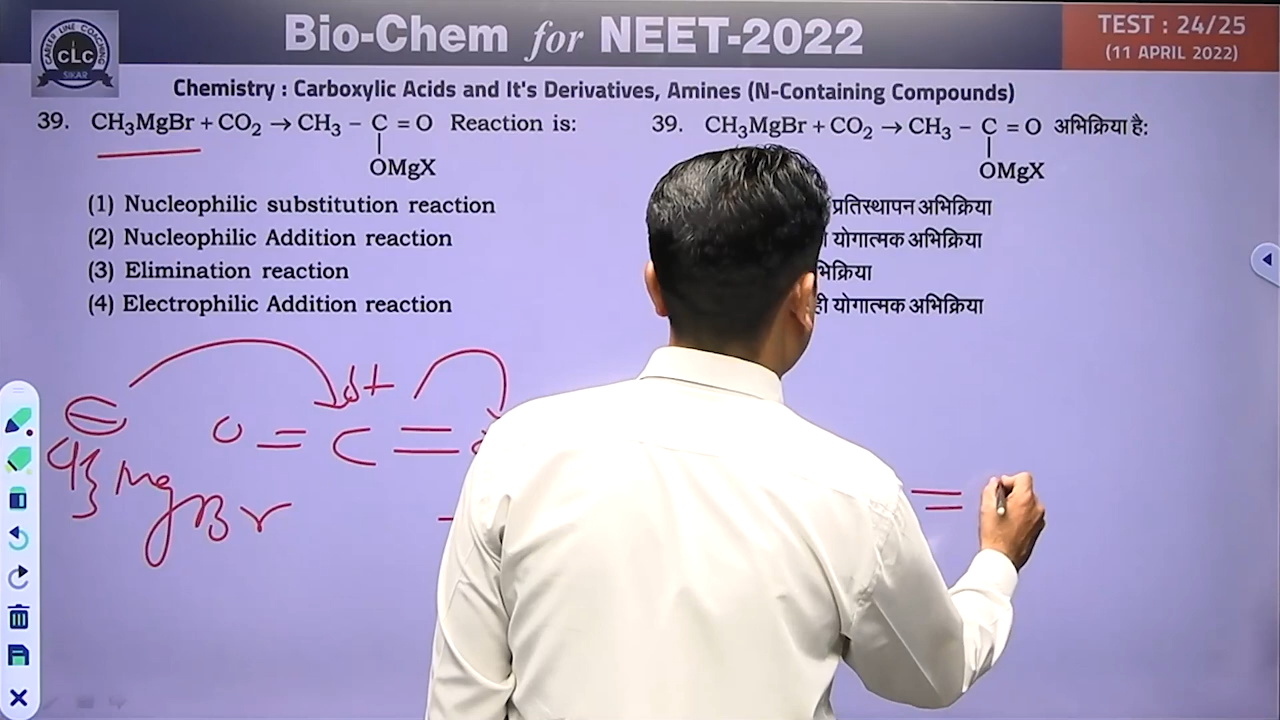 CAREER LINE COACHING
CLC
SIKAR
Bio-Chem for NEET-2022
TEST : 24/25
(11 APRIL 2022)
Chemistry : Carboxylic Acids and It's Derivatives, Amines (N-Containing Compounds)
39. CH₃MgBr + CO₂ → CH₃ – C = O Reaction is:
OMgX
(1) Nucleophilic substitution reaction
(2) Nucleophilic Addition reaction
(3) Elimination reaction
(4) Electrophilic Addition reaction
39. CH₃MgBr + CO₂ → CH₃ – C = O अभिक्रिया है:
OMgX
प्रतिस्थापन अभिक्रिया
योगात्मक अभिक्रिया
योगात्मक अभिक्रिया
δ+
O = C =
MgBr
=